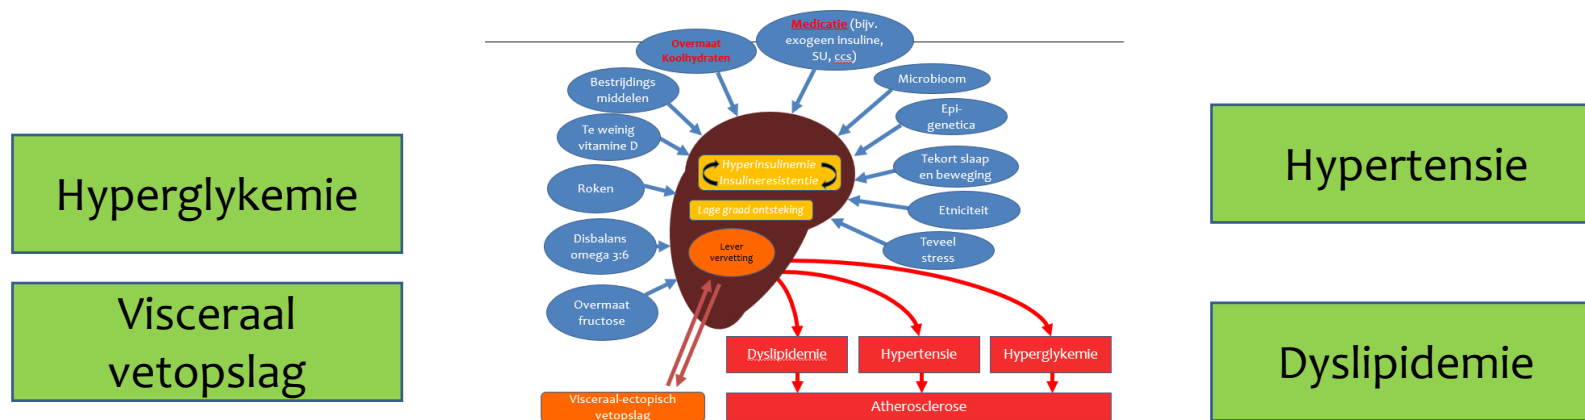 Hyperglykemie
Visceraal
vetopslag
Overmaat
Koolhydraten
Medicatie (bijv.
exogeen insuline,
SU, ccs)
Bestrijdings
middelen
Microbioom
Te weinig
vitamine D
Epi-
genetica
Roken
Tekort slaap
en beweging
Disbalans
omega 3:6
Etniciteit
Overmaat
fructose
Teveel
stress
Hyperinsulinemie
Insulineresistentie
Lage graad ontsteking
Lever
vervetting
Dyslipidemie
Hypertensie
Hyperglykemie
Visceraal-ectopisch
vetopslag
Atherosclerose
Hypertensie
Dyslipidemie